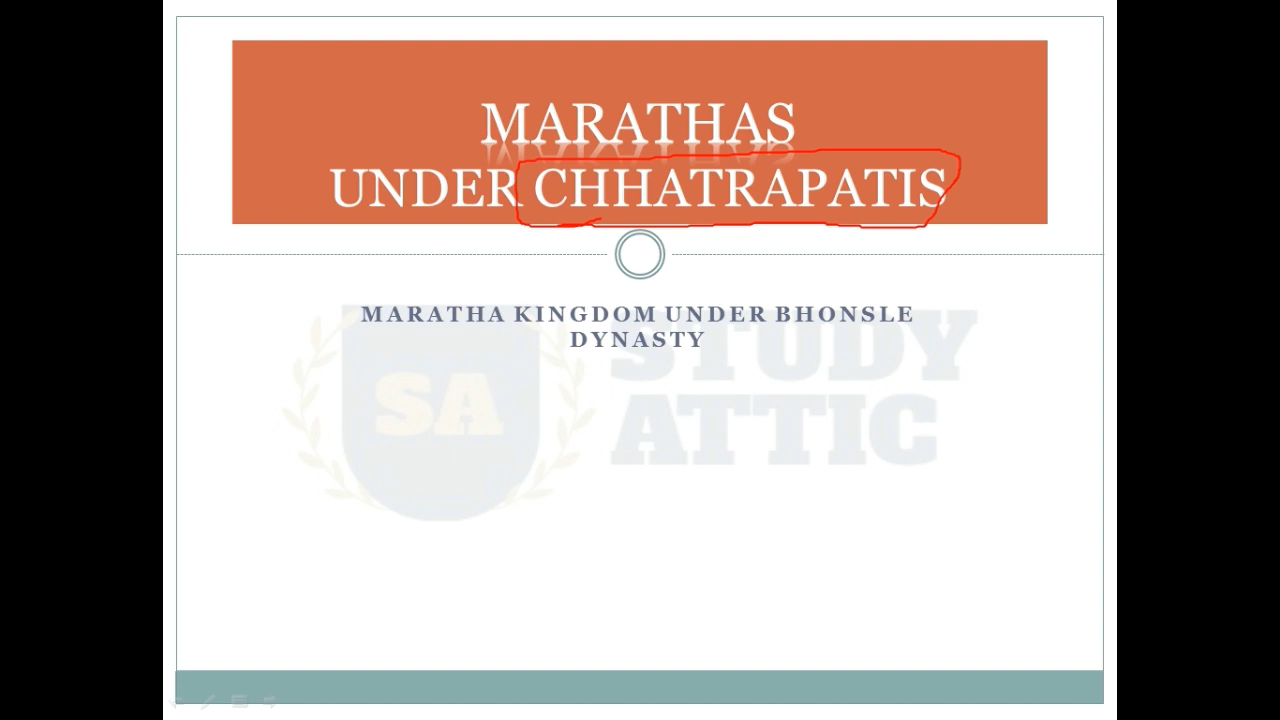 MARATHAS
UNDER CHHATRAPATIS
MARATHA KINGDOM UNDER BHONSLE
DYNASTY
SA
STUDY
ATTIC